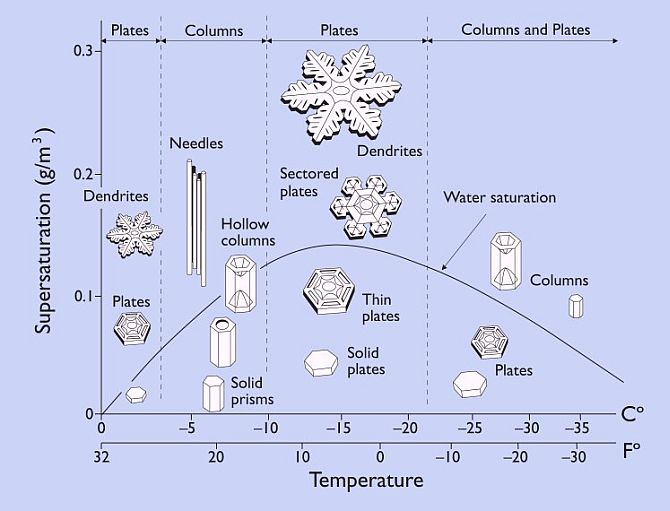 Plates
Columns
Plates
Columns and Plates
0.3
Dendrites
Needles
0.2
Sectored
plates
Dendrites
Water saturation
Hollow
columns
Columns
0.1
Plates
Thin
plates
Solid
plates
Plates
Solid
prisms
0
Supersaturation (g/m³)
0
–5
–10
–15
–20
–25
–30
–35
C°
32
20
10
0
–10
–20
–30
F°
Temperature